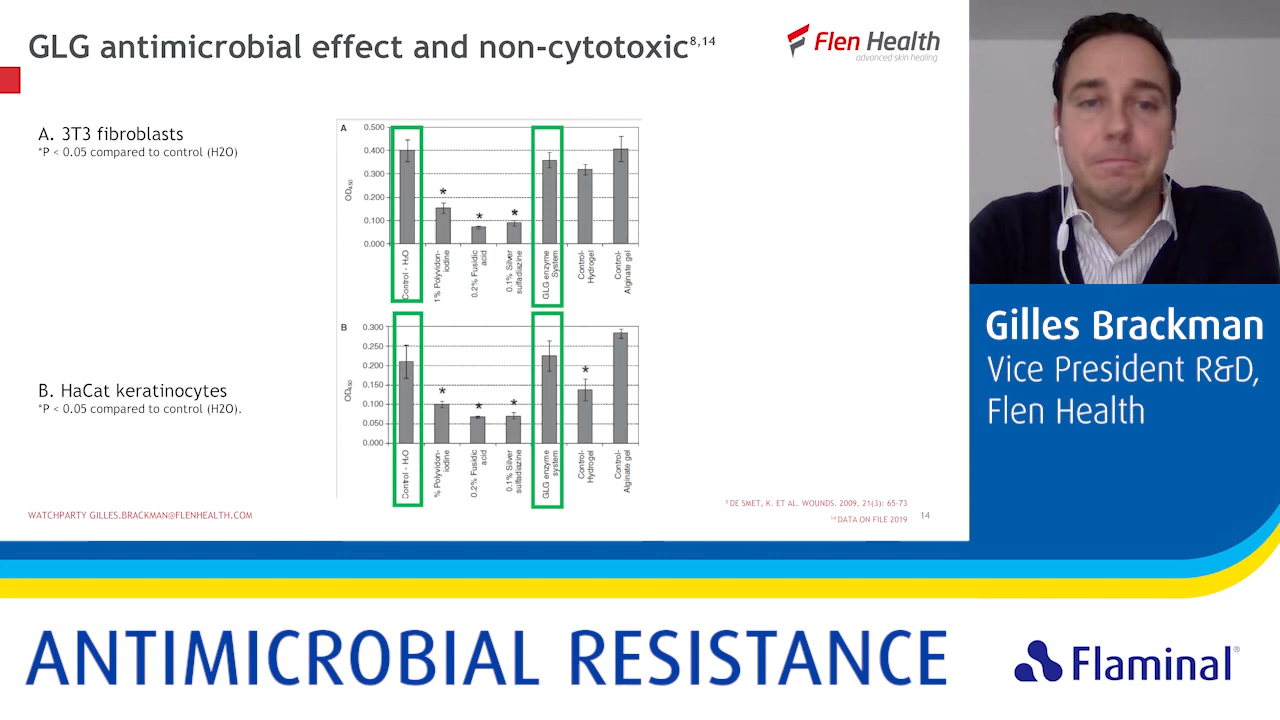 GLG antimicrobial effect and non-cytotoxic8,14
Flen Health
advanced skin healing
A. 3T3 fibroblasts
*P < 0.05 compared to control (H2O)
A
0.500
0.400
0.300
0.200
0.100
0.000
OD450
*
*
*
Control - H₂O
1% Polyvidon-
iodine
0.2% Fusidic
acid
0.1% Silver
sulfadiazine
GLG enzyme
System
Control-
Hydrogel
Control-
Alginate gel
B. HaCat keratinocytes
*P < 0.05 compared to control (H2O).
B
0.300
0.250
0.200
0.150
0.100
0.050
0.000
OD450
*
*
*
*
Control - H₂O
% Polyvidon-
iodine
0.2% Fusidic
acid
0.1% Silver
sulfadiazine
GLG enzyme
system
Control-
Hydrogel
Control-
Alginate gel
8 DE SMET, K. ET AL. WOUNDS. 2009, 21(3): 65-73
14 DATA ON FILE 2019
14
WATCHPARTY GILLES.BRACKMAN@FLENHEALTH.COM
Gilles Brackman
Vice President R&D,
Flen Health
ANTIMICROBIAL RESISTANCE
Flaminal®